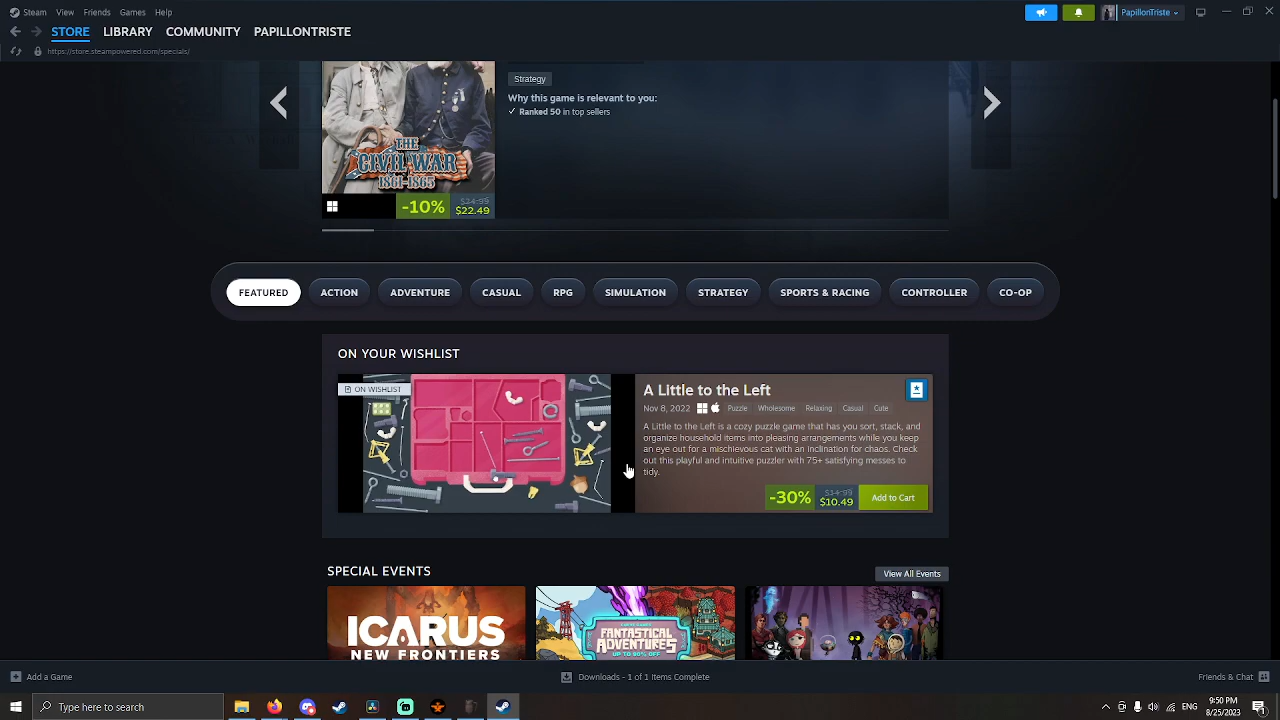 Steam View Friends Games Help
PapillonTriste
STORE LIBRARY COMMUNITY PAPILLONTRISTE
https://store.steampowered.com/specials/
Strategy
Why this game is relevant to you:
✓ Ranked 50 in top sellers
THE
CIVIL WAR
1861-1865
-10%
$24.99
$22.49
FEATURED ACTION ADVENTURE CASUAL RPG SIMULATION STRATEGY SPORTS & RACING CONTROLLER CO-OP
ON YOUR WISHLIST
ON WISHLIST
A Little to the Left
Nov 8, 2022 Puzzle Wholesome Relaxing Casual Cute
A Little to the Left is a cozy puzzle game that has you sort, stack, and
organize household items into pleasing arrangements while you keep
an eye out for a mischievous cat with an inclination for chaos. Check
out this playful and intuitive puzzler with 75+ satisfying messes to
tidy.
-30%
$14.99
$10.49
Add to Cart
SPECIAL EVENTS
View All Events
ICARUS
NEW FRONTIERS
FANTASTICAL
ADVENTURES
UP TO 90% OFF
Add a Game
Downloads - 1 of 1 Items Complete
Friends & Chat
Type here to search
9:50 PM
8/25/2023